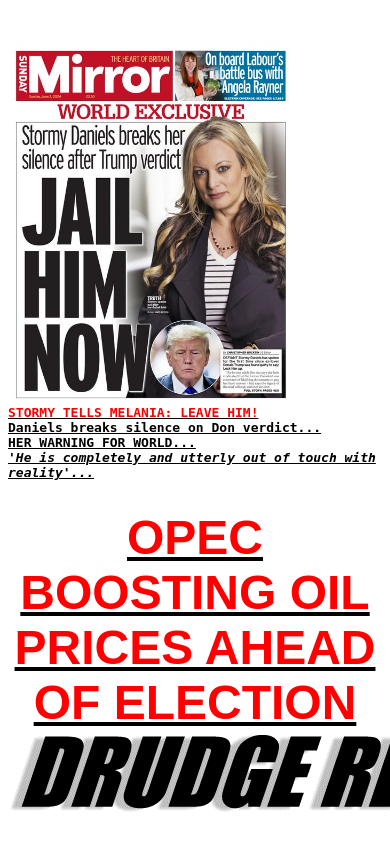 SUNDAY
Mirror
THE HEART OF BRITAIN
On board Labour's
battle bus with
Angela Rayner
WORLD EXCLUSIVE
Stormy Daniels breaks her
silence after Trump verdict
JAIL
HIM
NOW
TRUTH
STORMY TELLS MELANIA: LEAVE HIM!
Daniels breaks silence on Don verdict...
HER WARNING FOR WORLD...
'He is completely and utterly out of touch with
reality'...
OPEC
BOOSTING OIL
PRICES AHEAD
OF ELECTION
DRUDGE RE